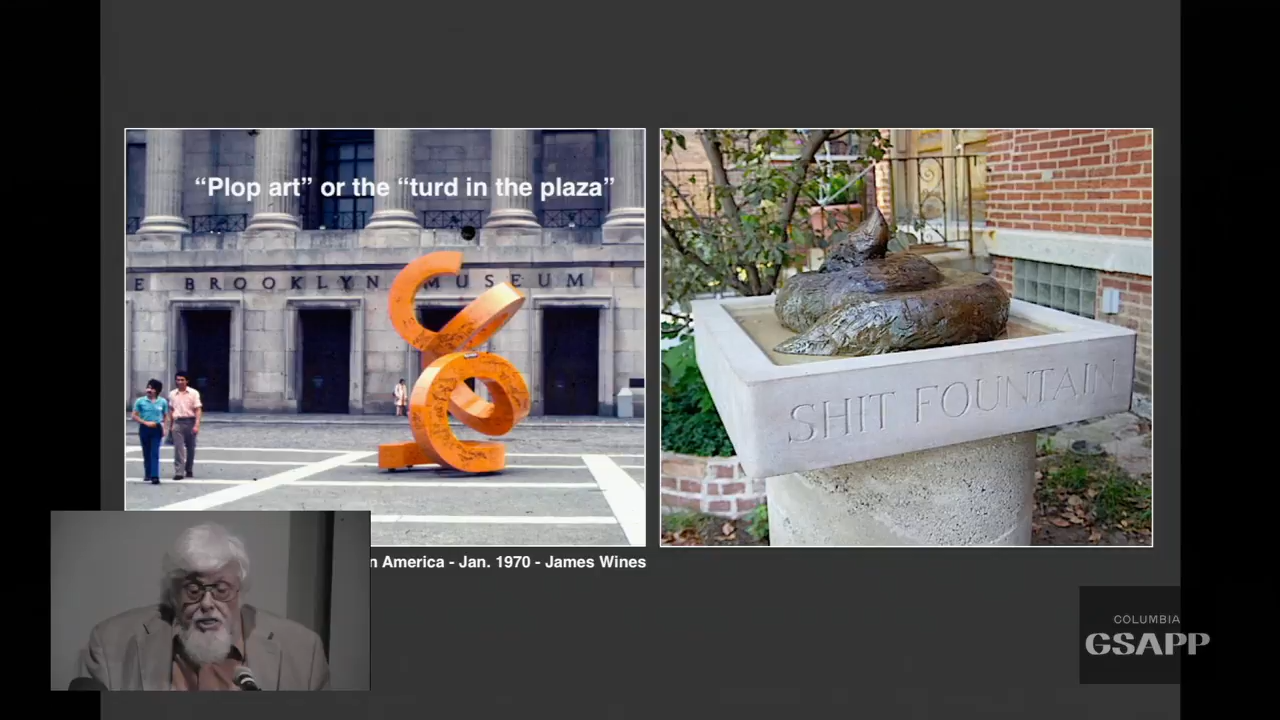 “Plop art” or the “turd in the plaza”
E BROOKLYN MUSEUM
SHIT FOUNTAIN
America - Jan. 1970 - James Wines
COLUMBIA
GSAPP